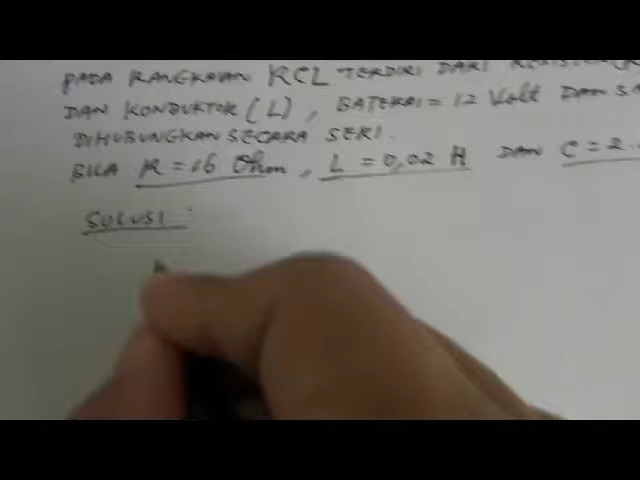 PADA RANGKAIAN RCL TERDIRI DARI
DAN KONDUKTOR (L), BATERAI = 12 Volt DAN
DIHUBUNGKAN SECARA SERI.
BILA R = 16 Ohm, L = 0,02 H DAN C = 2
SOLUSI :